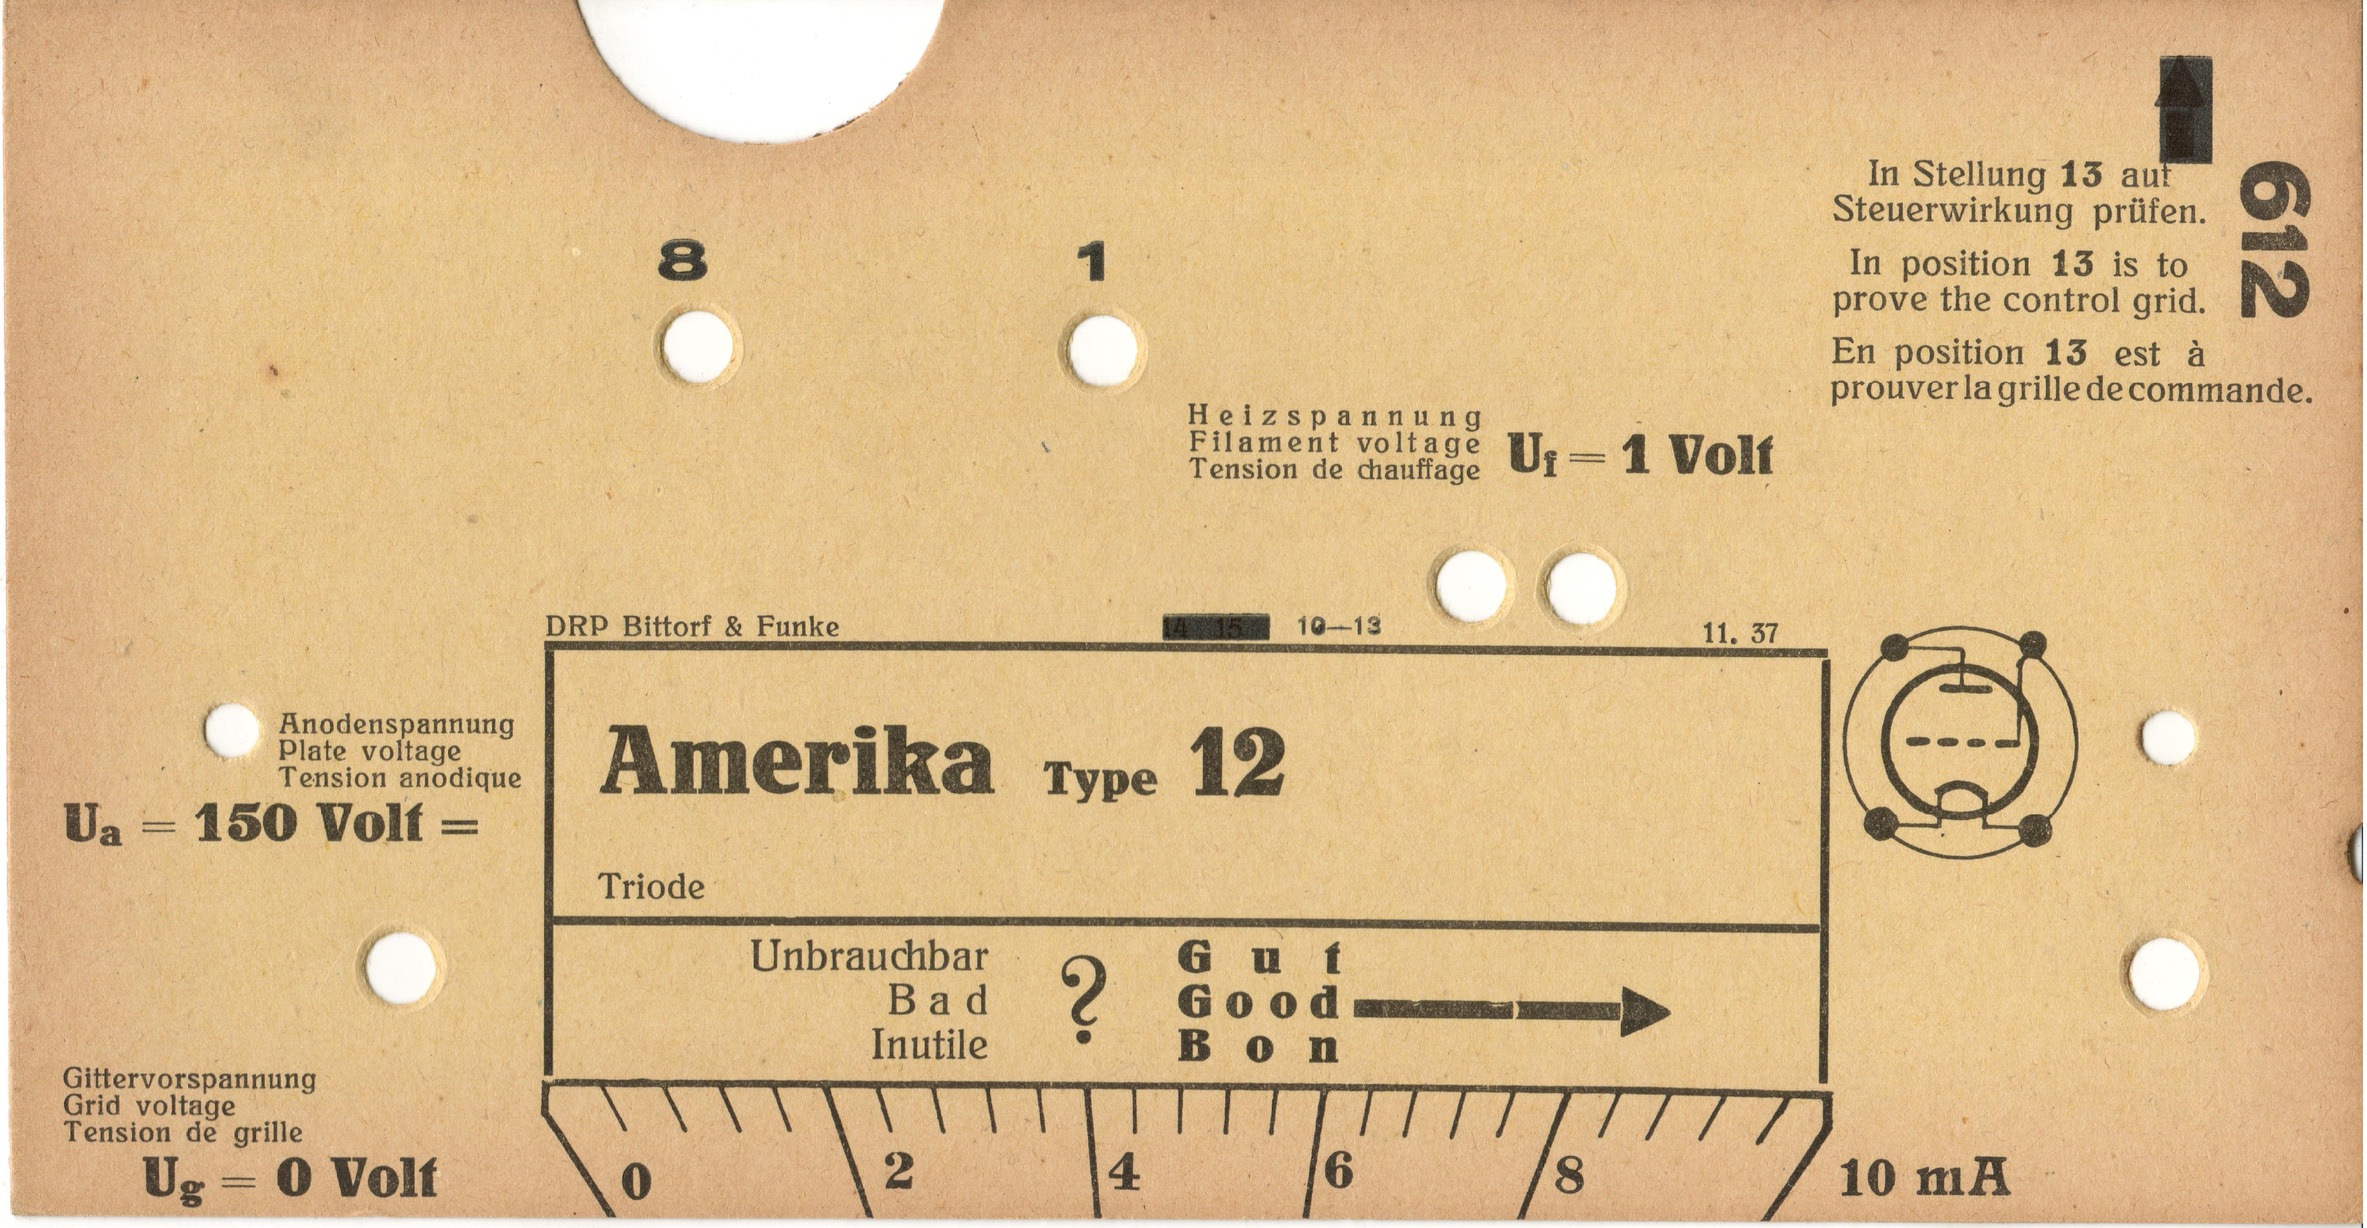 In Stellung 13 auf
Steuerwirkung prüfen.
In position 13 is to
prove the control grid.
En position 13 est à
prouver la grille de commande.
612
8 1
Heizspannung
Filament voltage
Tension de chauffage
Uf = 1 Volt
DRP Bittorf & Funke 14 15 10—13 11. 37
Anodenspannung
Plate voltage
Tension anodique
Ua = 150 Volt =
Amerika Type 12
Triode
Unbrauchbar
Bad
Inutile
?
Gut
Good
Bon
Gittervorspannung
Grid voltage
Tension de grille
Ug = 0 Volt
0 2 4 6 8 10 mA